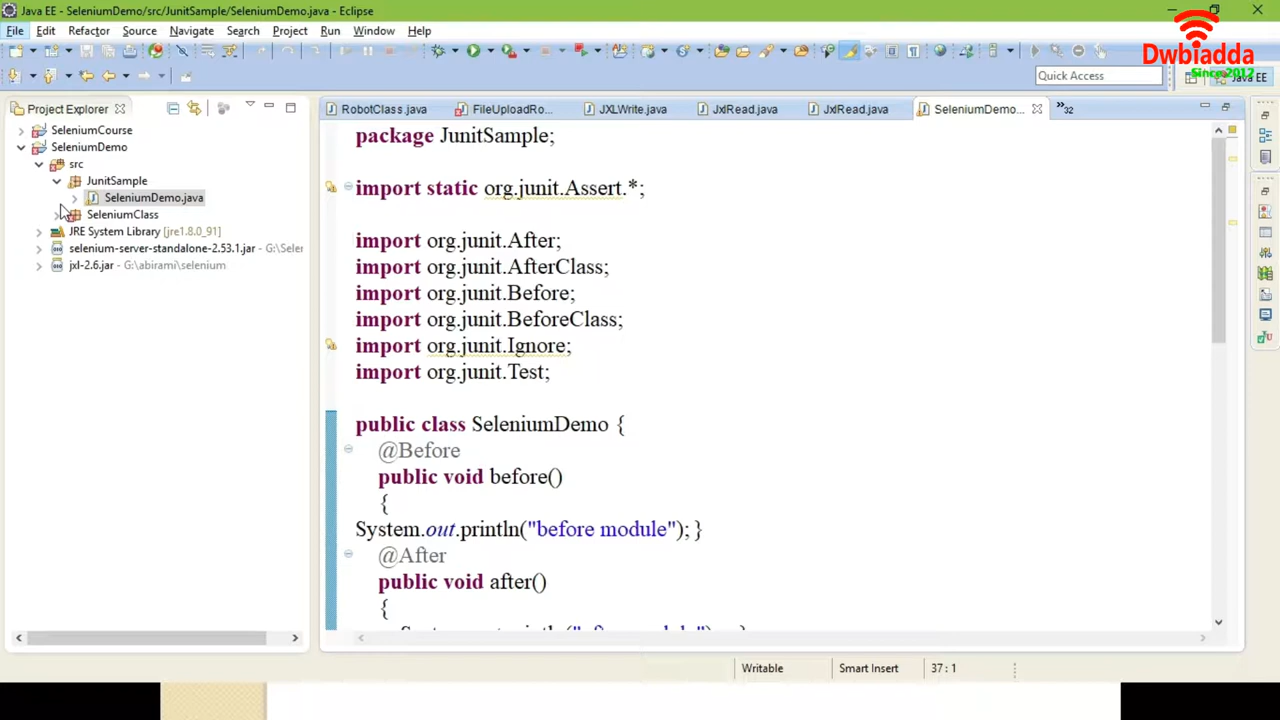 Java EE - SeleniumDemo/src/JunitSample/SeleniumDemo.java - Eclipse
File Edit Refactor Source Navigate Search Project Run Window Help
Dwbiadda
Since 2012
Quick Access
Java EE
Project Explorer
RobotClass.java
FileUploadRo...
JXLWrite.java
JxlRead.java
JxlRead.java
SeleniumDemo....
»32
SeleniumCourse
SeleniumDemo
src
JunitSample
SeleniumDemo.java
SeleniumClass
JRE System Library [jre1.8.0_91]
selenium-server-standalone-2.53.1.jar - G:\Seler
jxl-2.6.jar - G:\abirami\selenium
package JunitSample;
import static org.junit.Assert.*;
import org.junit.After;
import org.junit.AfterClass;
import org.junit.Before;
import org.junit.BeforeClass;
import org.junit.Ignore;
import org.junit.Test;
public class SeleniumDemo {
@Before
public void before()
{
System.out.println("before module"); }
@After
public void after()
{
Writable
Smart Insert
37 : 1